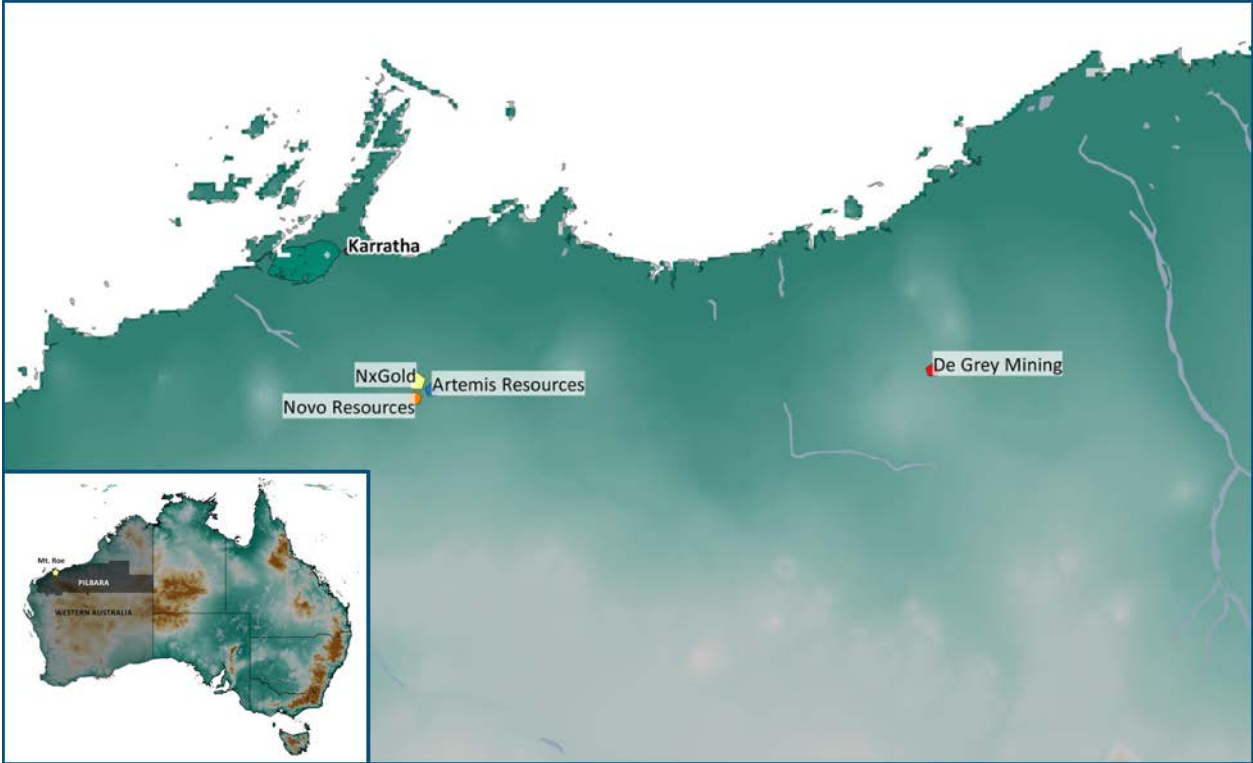 Karratha
NxGold
Artemis Resources
Novo Resources
De Grey Mining
Mt. Roe
PILBARA
WESTERN AUSTRALIA